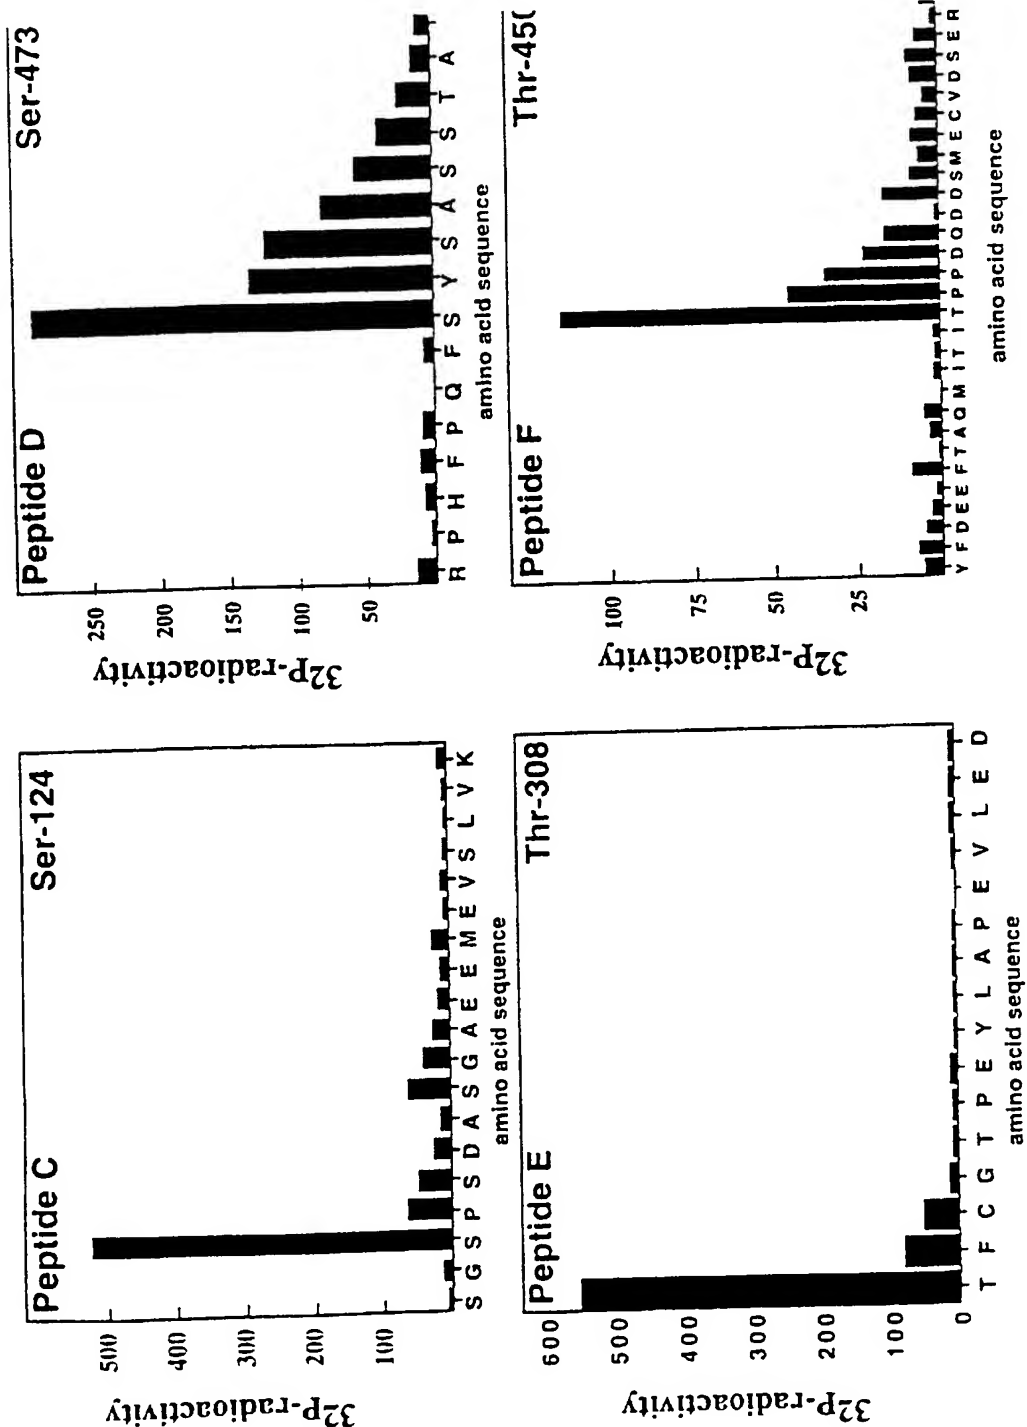 Peptide C
Ser-124
32P-radioactivity
500
400
300
200
100
S G S P S D A S G A E E M E V S L V K
amino acid sequence
Peptide D
Ser-473
32P-radioactivity
250
200
150
100
50
R P H F P Q F S Y S A S S T A
amino acid sequence
Peptide E
Thr-308
32P-radioactivity
600
500
400
300
200
100
0
T F C G T P E Y L A P E V L E D
amino acid sequence
Peptide F
Thr-45(
32P-radioactivity
100
75
50
25
Y F D E E F T A Q M I T I T P P D Q D D S M E C V D S E R
amino acid sequence